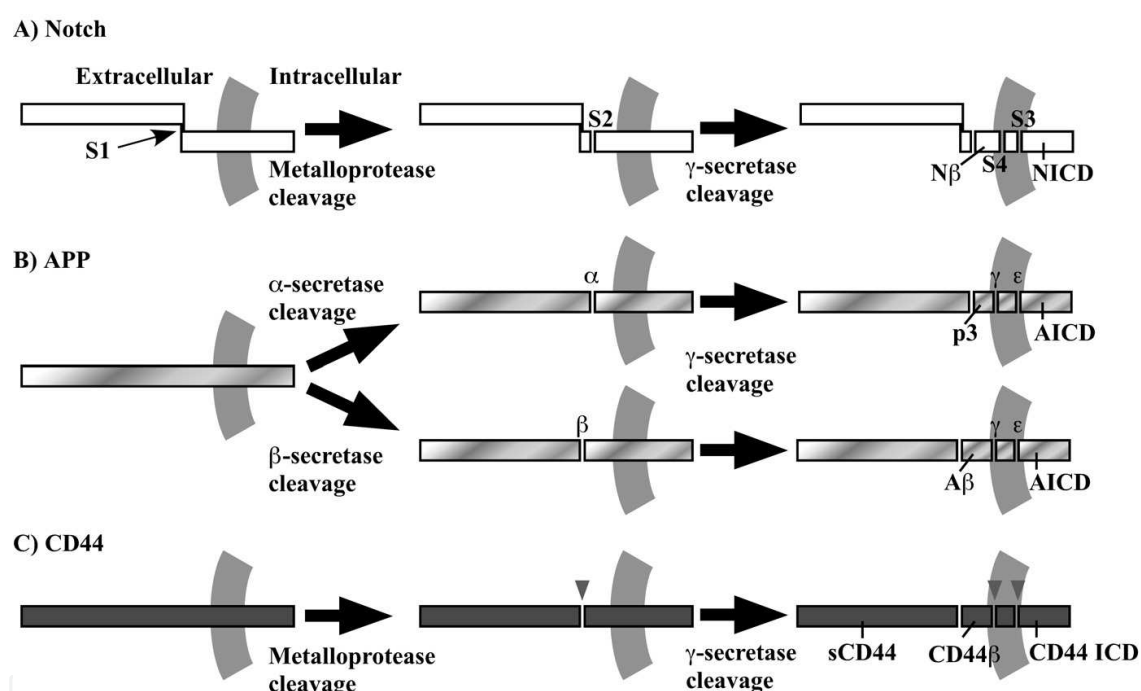 A) Notch
Extracellular
Intracellular
S1
Metalloprotease
cleavage
S2
γ-secretase
cleavage
S3
S4
Nβ
NICD
B) APP
α-secretase
cleavage
α
γ-secretase
cleavage
γ
ε
p3
AICD
β-secretase
cleavage
β
γ
ε
Aβ
AICD
C) CD44
Metalloprotease
cleavage
γ-secretase
cleavage
sCD44
CD44β
CD44 ICD